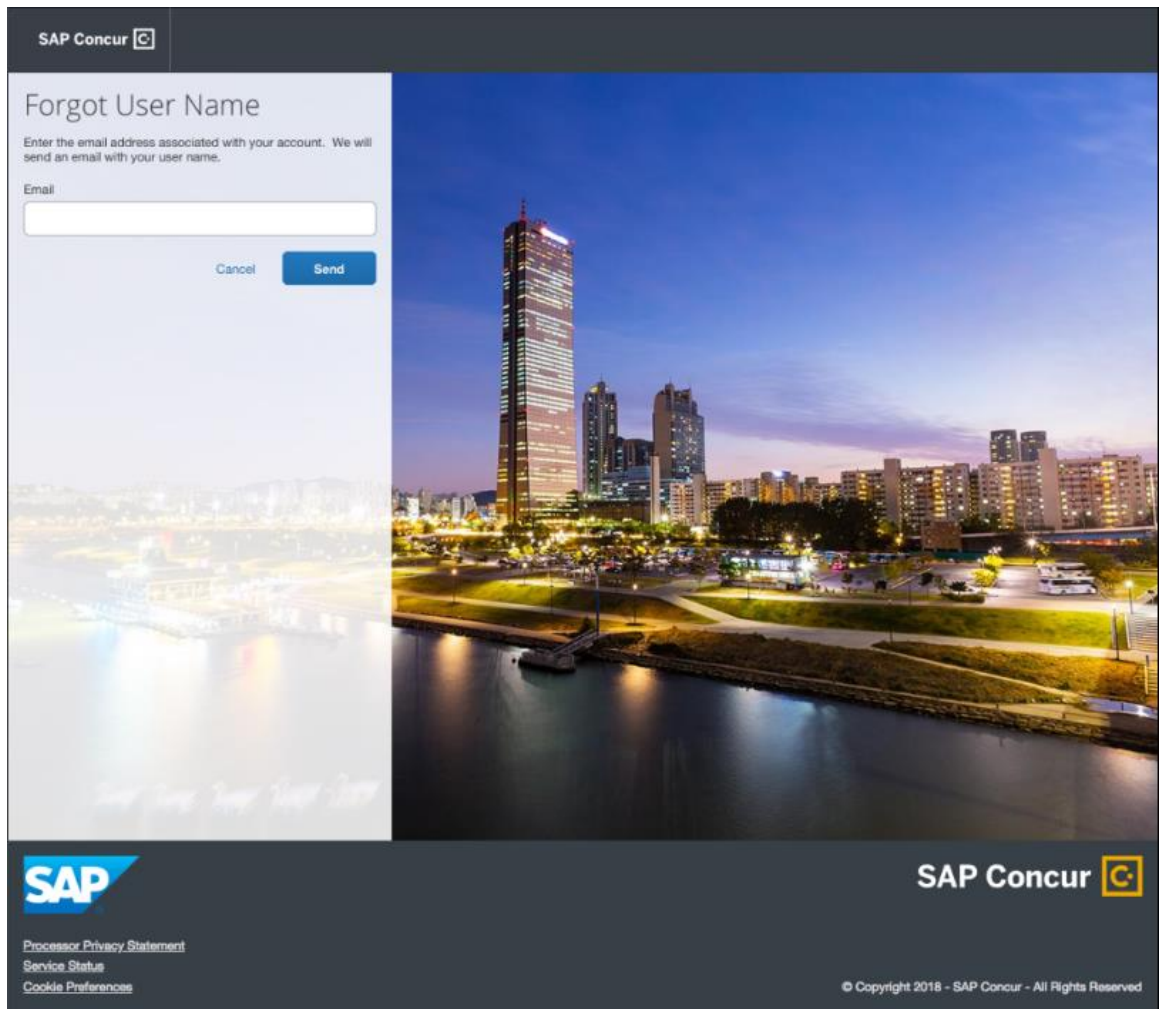 SAP Concur
Forgot User Name
Enter the email address associated with your account. We will
send an email with your user name.
Email
Cancel
Send
SAP
SAP Concur
Processor Privacy Statement
Service Status
Cookie Preferences
© Copyright 2018 - SAP Concur - All Rights Reserved